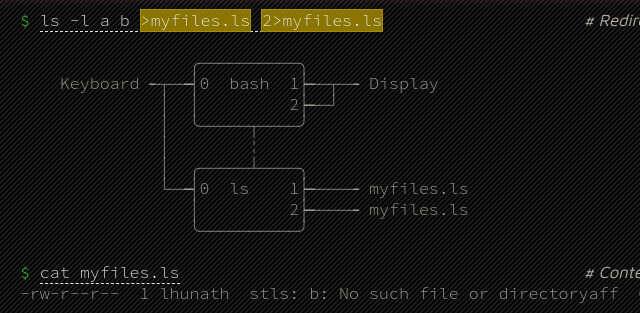 $ ls -l a b >myfiles.ls 2>myfiles.ls # Redire
Keyboard 0 bash 1 Display
2
0 ls 1 myfiles.ls
2 myfiles.ls
$ cat myfiles.ls # Conte
-rw-r--r-- 1 lhunath stls: b: No such file or directoryaff